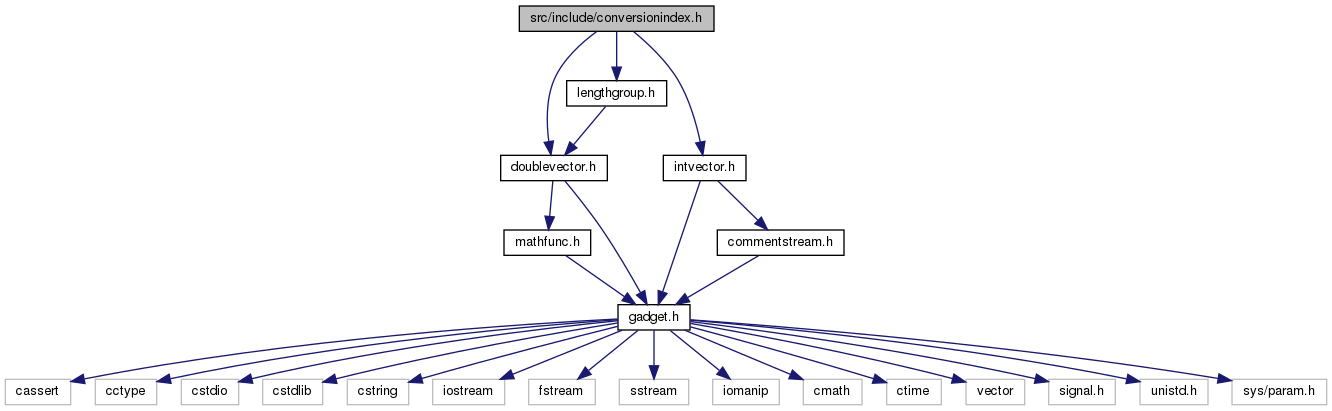 src/include/conversionindex.h
lengthgroup.h
doublevector.h
intvector.h
mathfunc.h
commentstream.h
gadget.h
cassert
cctype
cstdio
cstdlib
cstring
iostream
fstream
sstream
iomanip
cmath
ctime
vector
signal.h
unistd.h
sys/param.h